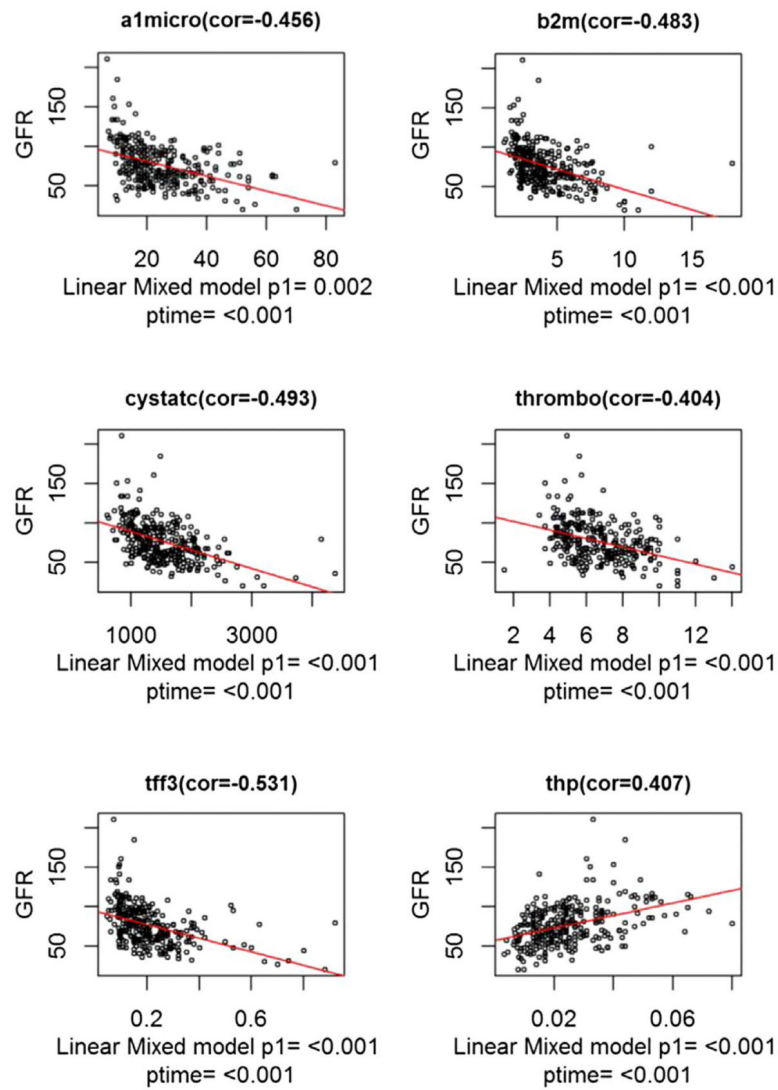 a1micro(cor=-0.456)
GFR
150
50
20 40 60 80
Linear Mixed model p1= 0.002
ptime= <0.001
b2m(cor=-0.483)
GFR
150
50
5 10 15
Linear Mixed model p1= <0.001
ptime= <0.001
cystatc(cor=-0.493)
GFR
150
50
1000 3000
Linear Mixed model p1= <0.001
ptime= <0.001
thrombo(cor=-0.404)
GFR
150
50
2 4 6 8 12
Linear Mixed model p1= <0.001
ptime= <0.001
tff3(cor=-0.531)
GFR
150
50
0.2 0.6
Linear Mixed model p1= <0.001
ptime= <0.001
thp(cor=0.407)
GFR
150
50
0.02 0.06
Linear Mixed model p1= <0.001
ptime= <0.001